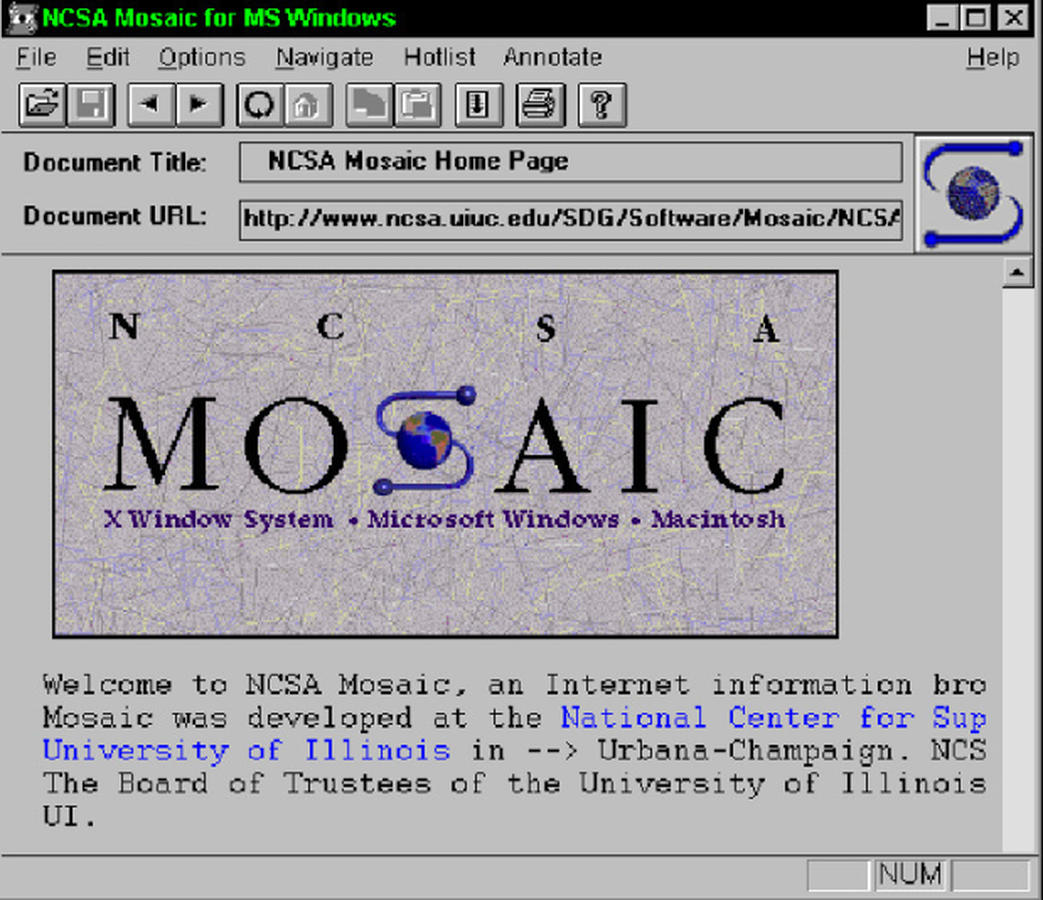 NCSA Mosaic for MS Windows
File Edit Options Navigate Hotlist Annotate Help
Document Title: NCSA Mosaic Home Page
Document URL: http://www.ncsa.uiuc.edu/SDG/Software/Mosaic/NCSA
N C S A
MOSAIC
X Window System • Microsoft Windows • Macintosh
Welcome to NCSA Mosaic, an Internet information bro
Mosaic was developed at the National Center for Sup
University of Illinois in --> Urbana-Champaign. NCS
The Board of Trustees of the University of Illinois
UI.
NUM